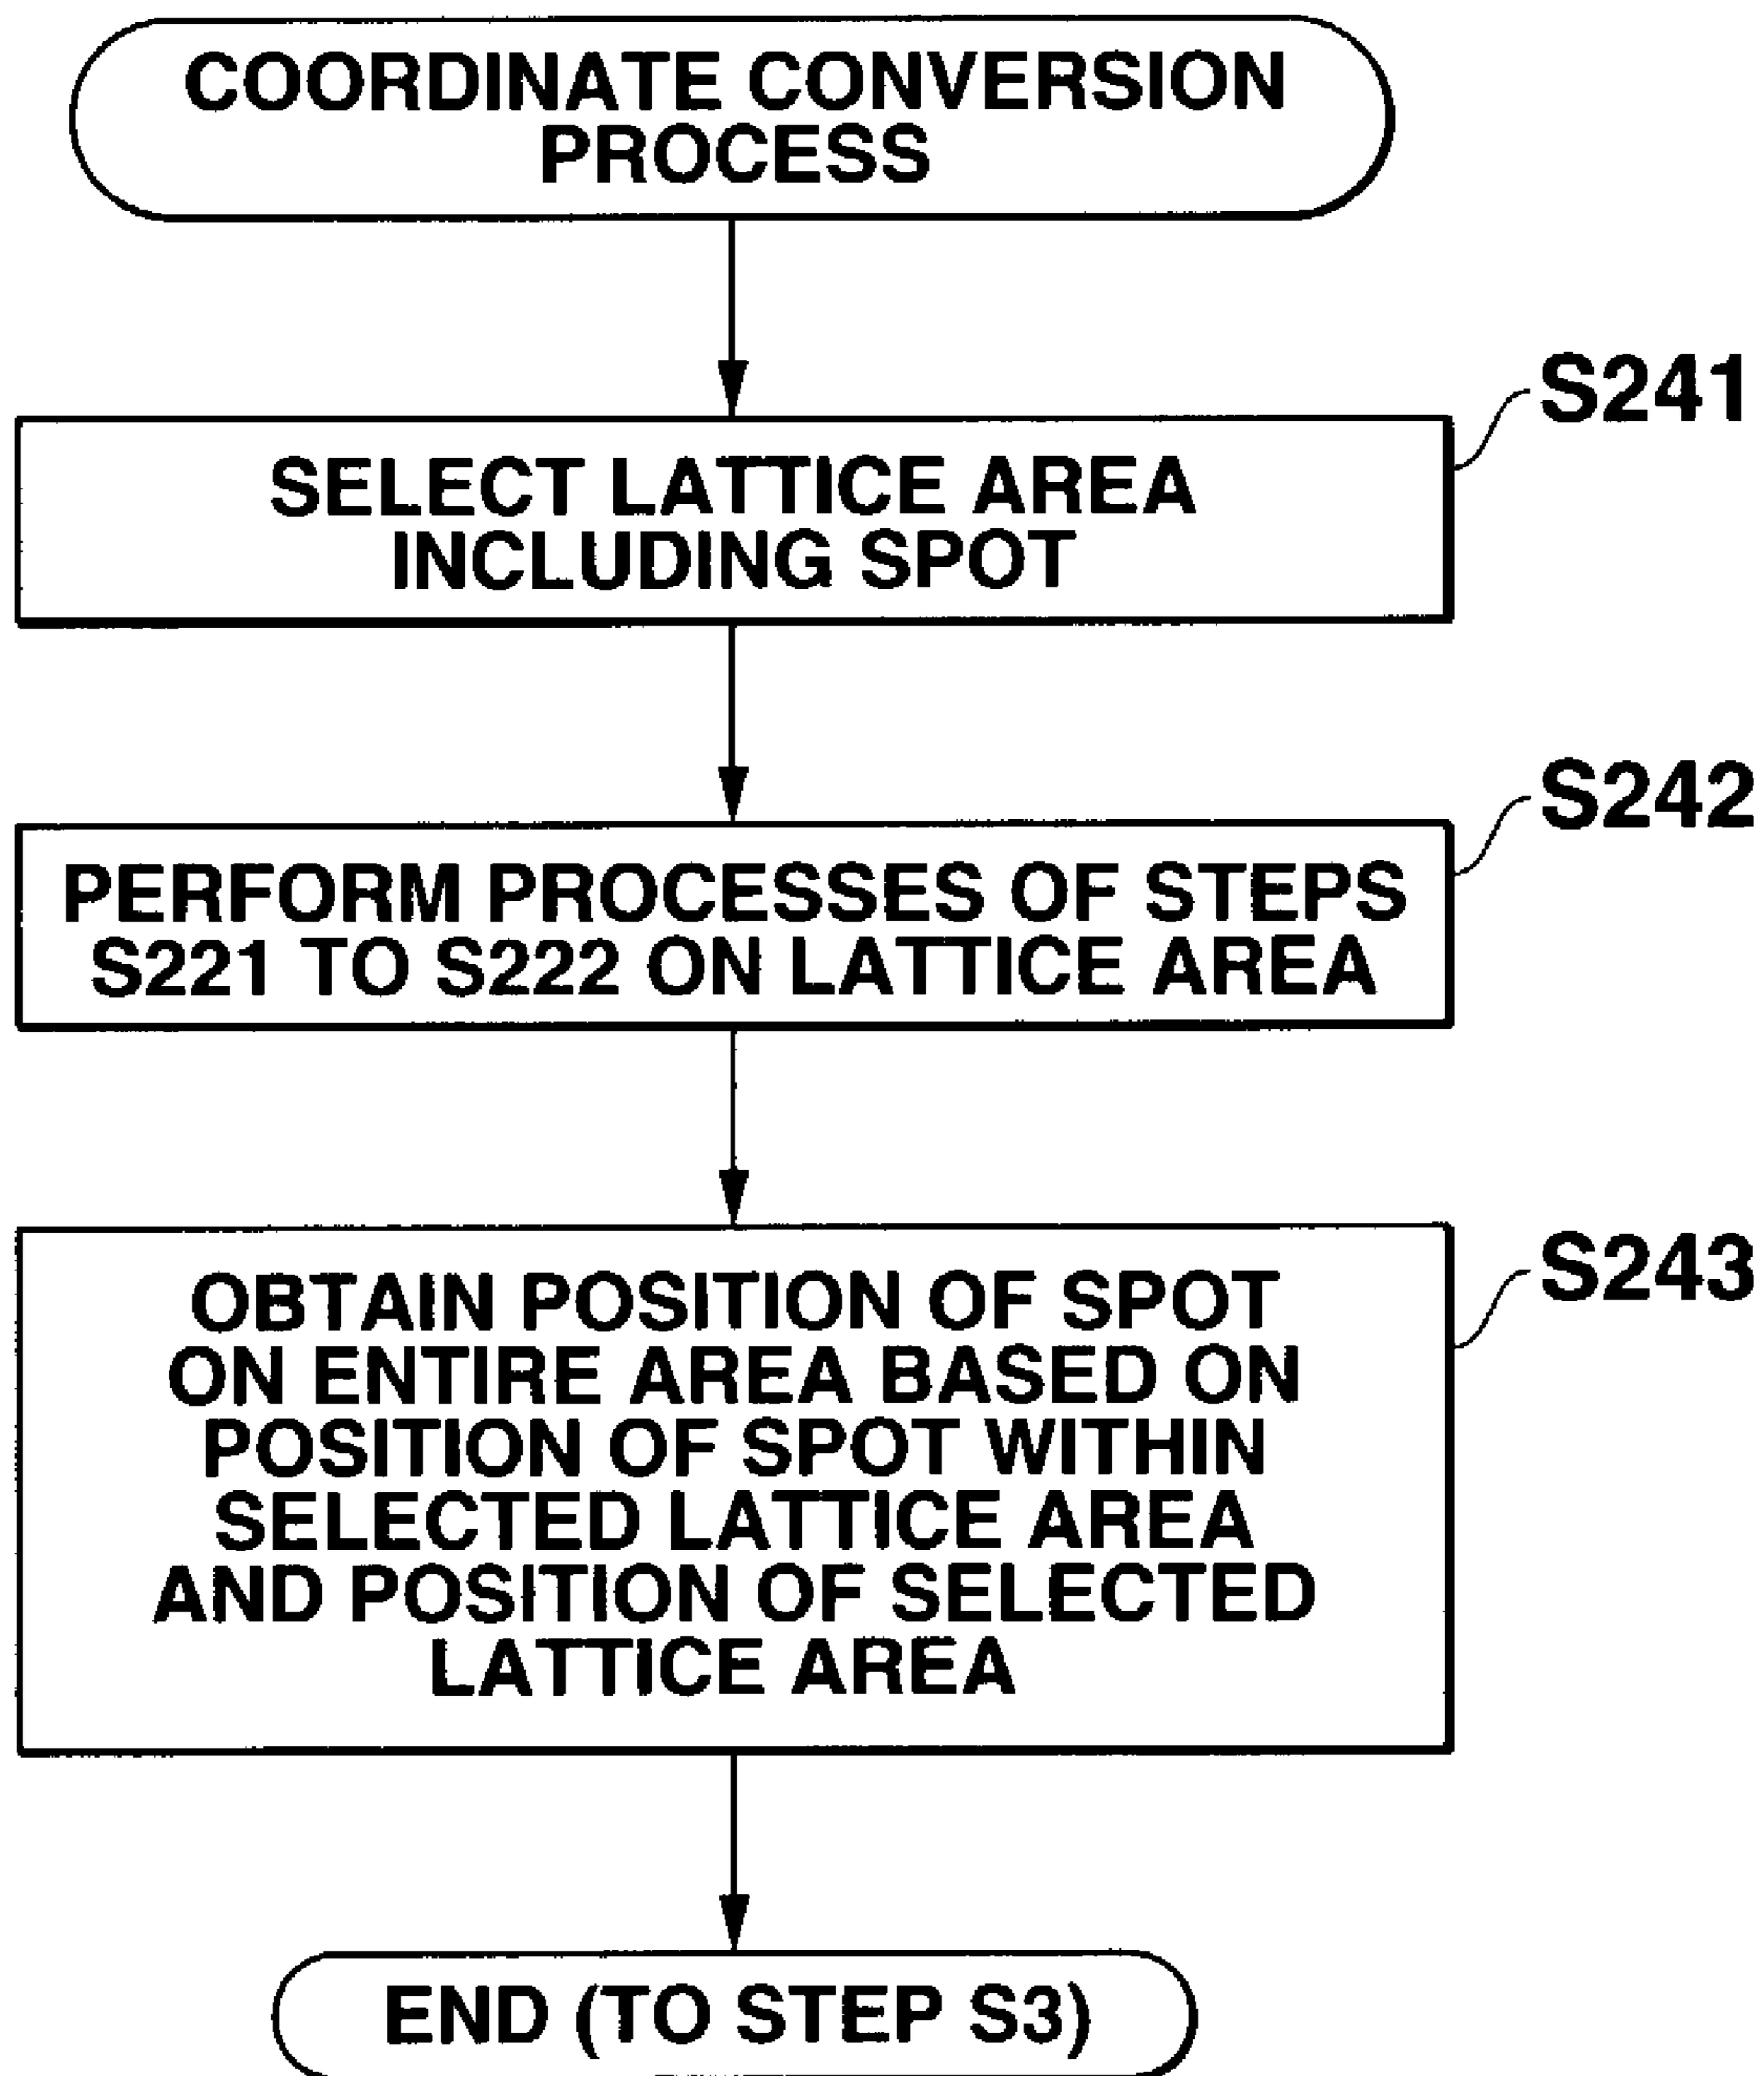 COORDINATE CONVERSION
PROCESS
S241
SELECT LATTICE AREA
INCLUDING SPOT
S242
PERFORM PROCESSES OF STEPS
S221 TO S222 ON LATTICE AREA
S243
OBTAIN POSITION OF SPOT
ON ENTIRE AREA BASED ON
POSITION OF SPOT WITHIN
SELECTED LATTICE AREA
AND POSITION OF SELECTED
LATTICE AREA
END (TO STEP S3)